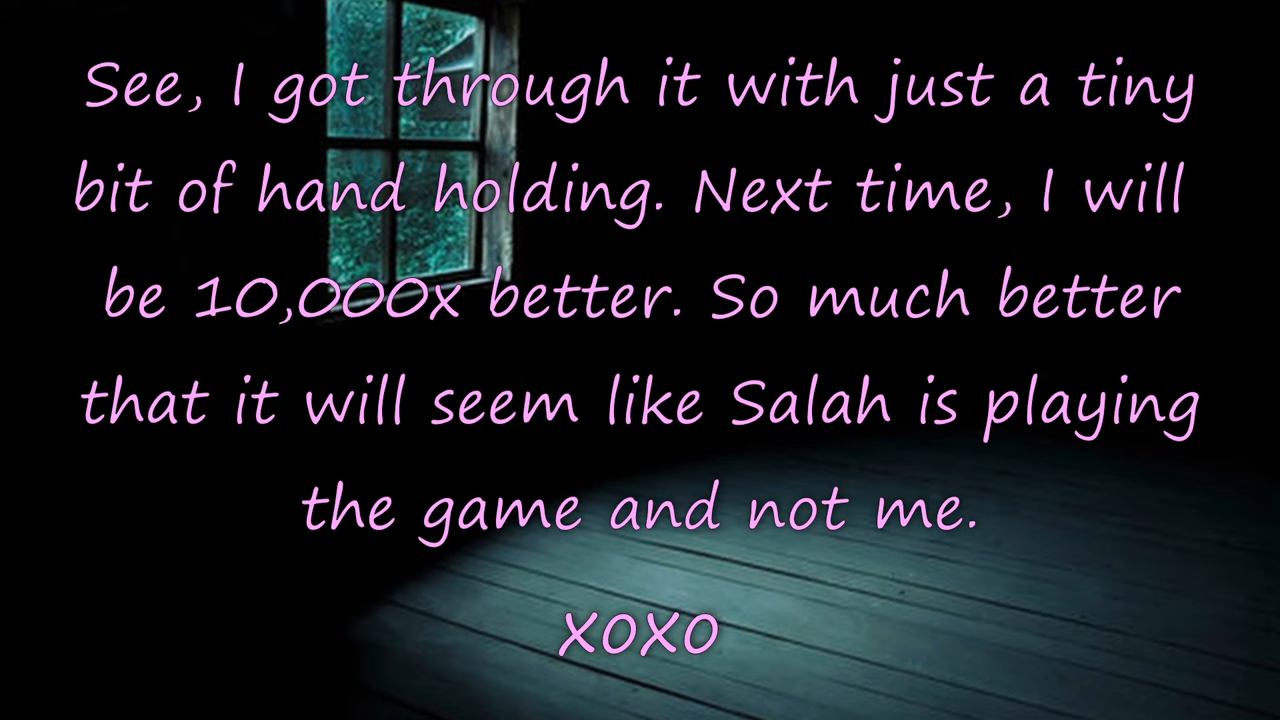 See, I got through it with just a tiny
bit of hand holding. Next time, I will
be 10,000x better. So much better
that it will seem like Salah is playing
the game and not me.
xoxo